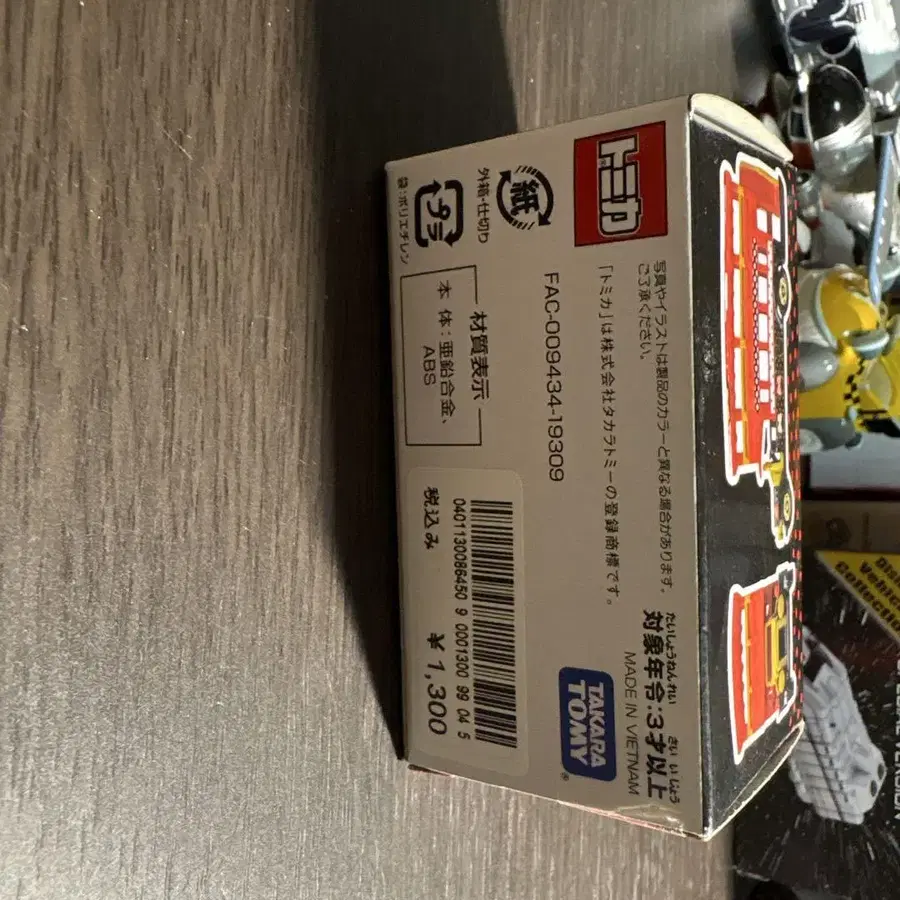 トミカ
®
写真やイラストは製品のカラーと異なる場合があります。
ご了承ください。
「トミカ」は株式会社タカラトミーの登録商標です。
FAC-009434-19309
紙
外箱・仕切り
プラ
袋:ポリエチレン
材質表示
本 体:亜鉛合金、
ABS
たいしょうねんれい さい いじょう
対象年令:3才以上
MADE IN VIETNAM
TAKARA
TOMY
®
0401130086450 9 0001300 99 04 5
税込み ¥1,300
Vehicle
Collection
VERSION